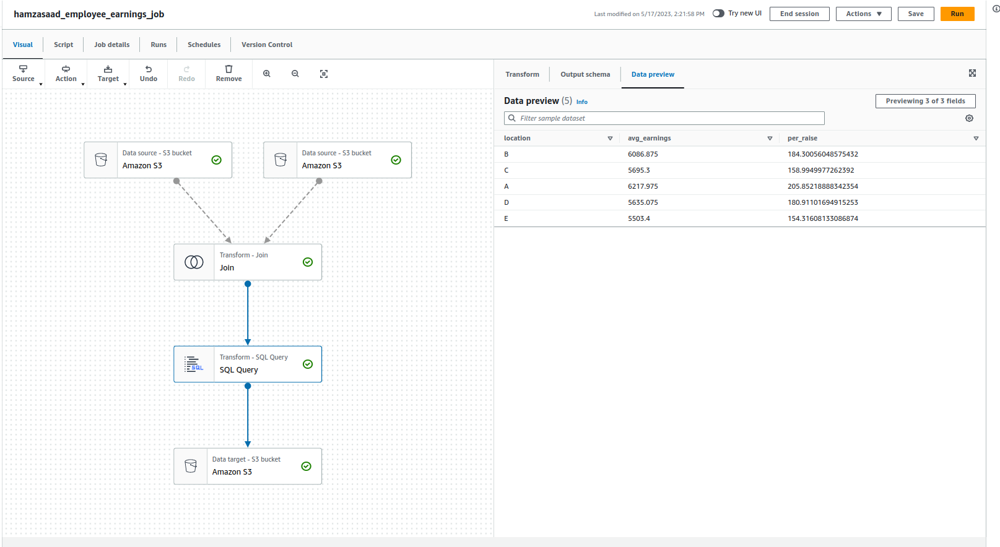 hamzasaad_employee_earnings_job
Last modified on 5/17/2023, 2:21:58 PM
Try new UI
End session
Actions
Save
Run
Visual
Script
Job details
Runs
Schedules
Version Control
Source
Action
Target
Undo
Redo
Remove
Data source - S3 bucket
Amazon S3
Data source - S3 bucket
Amazon S3
Transform - Join
Join
Transform - SQL Query
SQL
SQL Query
Data target - S3 bucket
Amazon S3
Transform
Output schema
Data preview
Data preview (5) Info
Previewing 3 of 3 fields
Filter sample dataset
location avg_earnings per_raise
B 6086.875 184.30056048575432
C 5695.3 158.9949977262392
A 6217.975 205.85218888342354
D 5635.075 180.91101694915253
E 5503.4 154.31608133086874